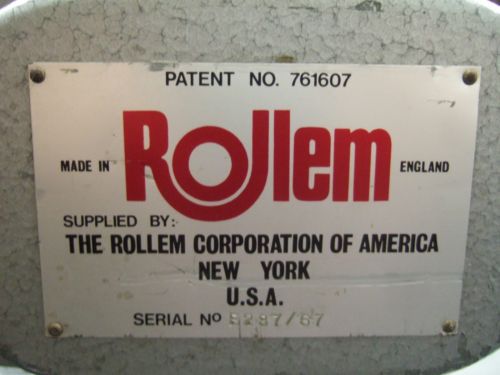 PATENT NO. 761607
MADE IN Rollem ENGLAND
SUPPLIED BY:-
THE ROLLEM CORPORATION OF AMERICA
NEW YORK
U.S.A.
SERIAL Nº